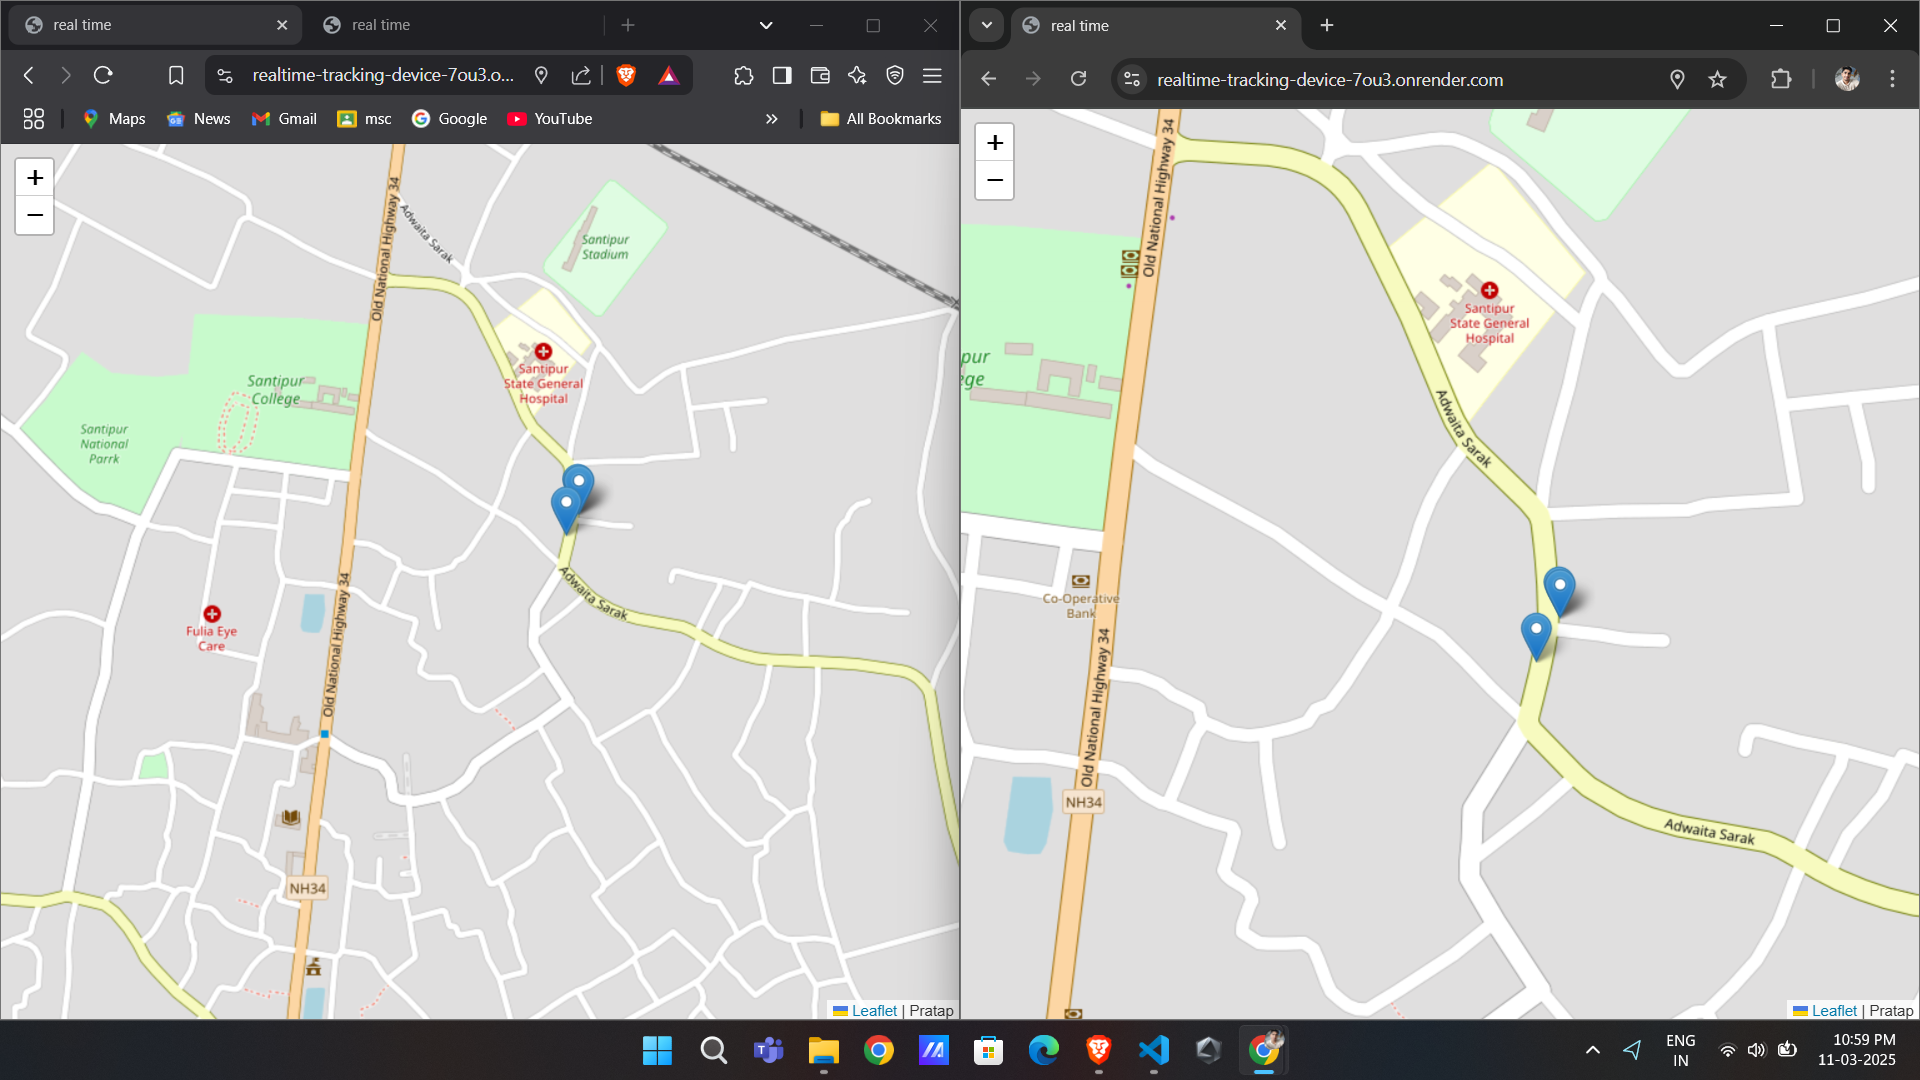 real time
real time
realtime-tracking-device-7ou3.o...
Maps
News
Gmail
msc
Google
YouTube
»
All Bookmarks
+
−
Old National Highway 34
Adwaita Sarak
Santipur
Stadium
Santipur
State General
Hospital
Santipur
College
Santipur
National
Parrk
Adwaita Sarak
Fulia Eye
Care
Old National Highway 34
NH34
Leaflet | Pratap
real time
realtime-tracking-device-7ou3.onrender.com
+
−
Old National Highway 34
Santipur
State General
Hospital
pur
ege
Adwaita Sarak
Co-Operative
Bank
Old National Highway 34
NH34
Adwaita Sarak
Leaflet | Pratap
ENG
IN
10:59 PM
11-03-2025